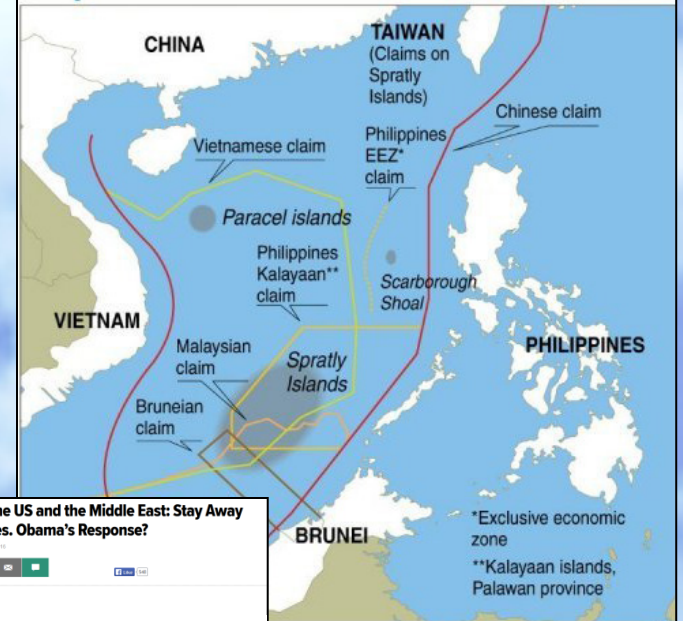 CHINA
TAIWAN
(Claims on
Spratly
Islands)
Chinese claim
Philippines
EEZ*
claim
Vietnamese claim
Paracel islands
Philippines
Kalayaan**
claim
Scarborough
Shoal
VIETNAM
PHILIPPINES
Malaysian
claim
Spratly
Islands
Bruneian
claim
BRUNEI
*Exclusive economic
zone
**Kalayaan islands,
Palawan province
he US and the Middle East: Stay Away
es. Obama's Response?
Like